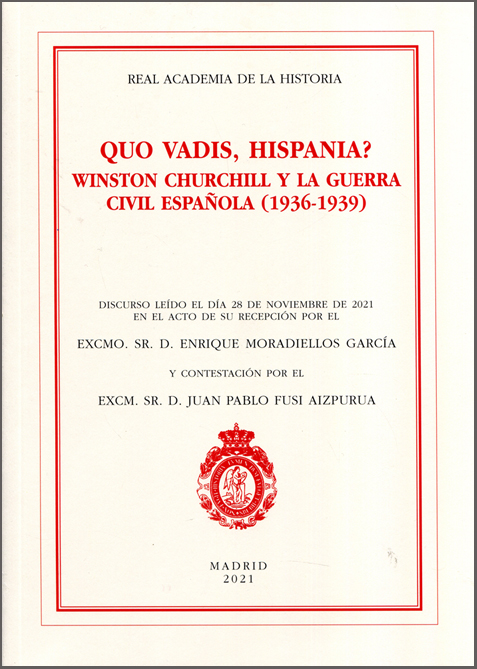 REAL ACADEMIA DE LA HISTORIA
QUO VADIS, HISPANIA?
WINSTON CHURCHILL Y LA GUERRA
CIVIL ESPAÑOLA (1936-1939)
DISCURSO LEÍDO EL DÍA 28 DE NOVIEMBRE DE 2021
EN EL ACTO DE SU RECEPCIÓN POR EL
EXCMO. SR. D. ENRIQUE MORADIELLOS GARCÍA
Y CONTESTACIÓN POR EL
EXCM. SR. D. JUAN PABLO FUSI AIZPURUA
MADRID
2021